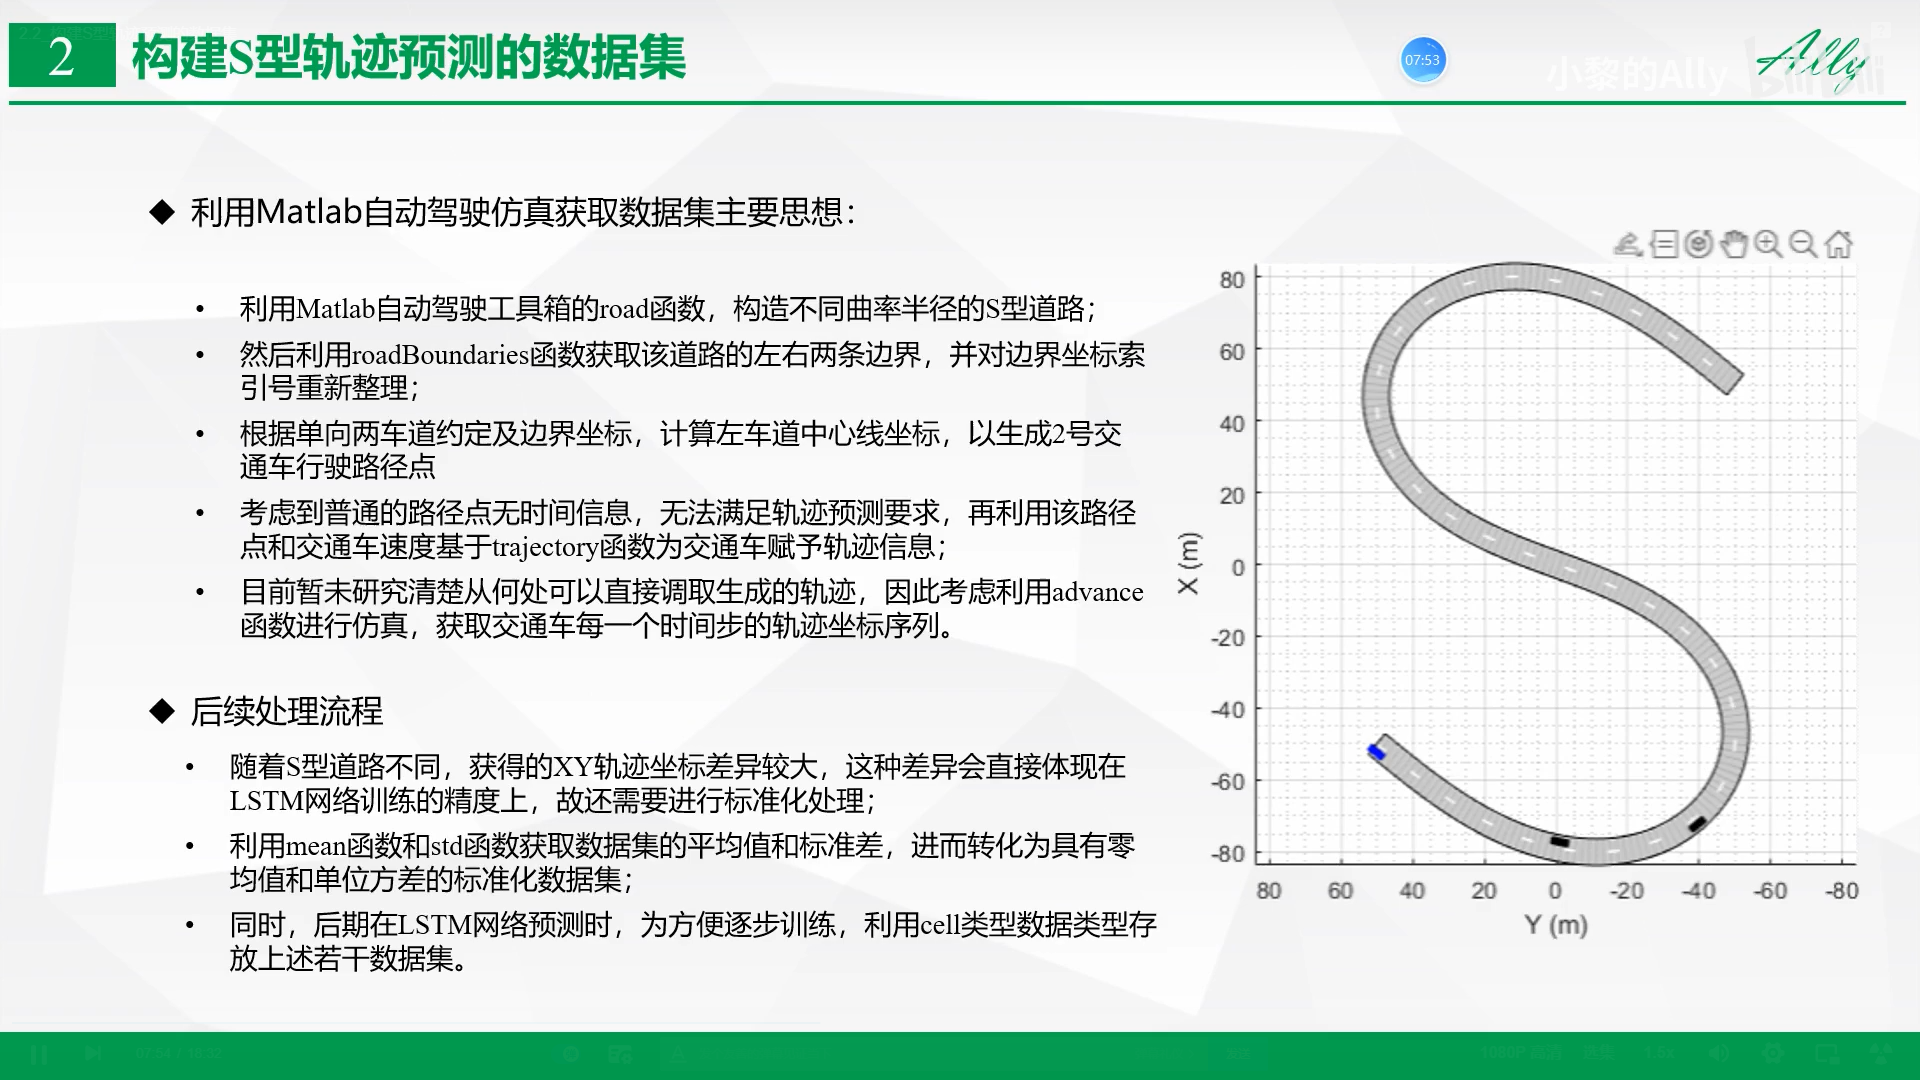 2
构建S型轨迹预测的数据集
07:53
小黎的Ally
Ally
利用Matlab自动驾驶仿真获取数据集主要思想：
• 利用Matlab自动驾驶工具箱的road函数，构造不同曲率半径的S型道路；
• 然后利用roadBoundaries函数获取该道路的左右两条边界，并对边界坐标索
引号重新整理；
• 根据单向两车道约定及边界坐标，计算左车道中心线坐标，以生成2号交
通车行驶路径点
• 考虑到普通的路径点无时间信息，无法满足轨迹预测要求，再利用该路径
点和交通车速度基于trajectory函数为交通车赋予轨迹信息；
• 目前暂未研究清楚从何处可以直接调取生成的轨迹，因此考虑利用advance
函数进行仿真，获取交通车每一个时间步的轨迹坐标序列。
后续处理流程
• 随着S型道路不同，获得的XY轨迹坐标差异较大，这种差异会直接体现在
LSTM网络训练的精度上，故还需要进行标准化处理；
• 利用mean函数和std函数获取数据集的平均值和标准差，进而转化为具有零
均值和单位方差的标准化数据集；
• 同时，后期在LSTM网络预测时，为方便逐步训练，利用cell类型数据类型存
放上述若干数据集。
80
60
40
20
0
-20
-40
-60
-80
X (m)
80 60 40 20 0 -20 -40 -60 -80
Y (m)
07:54 / 18:32